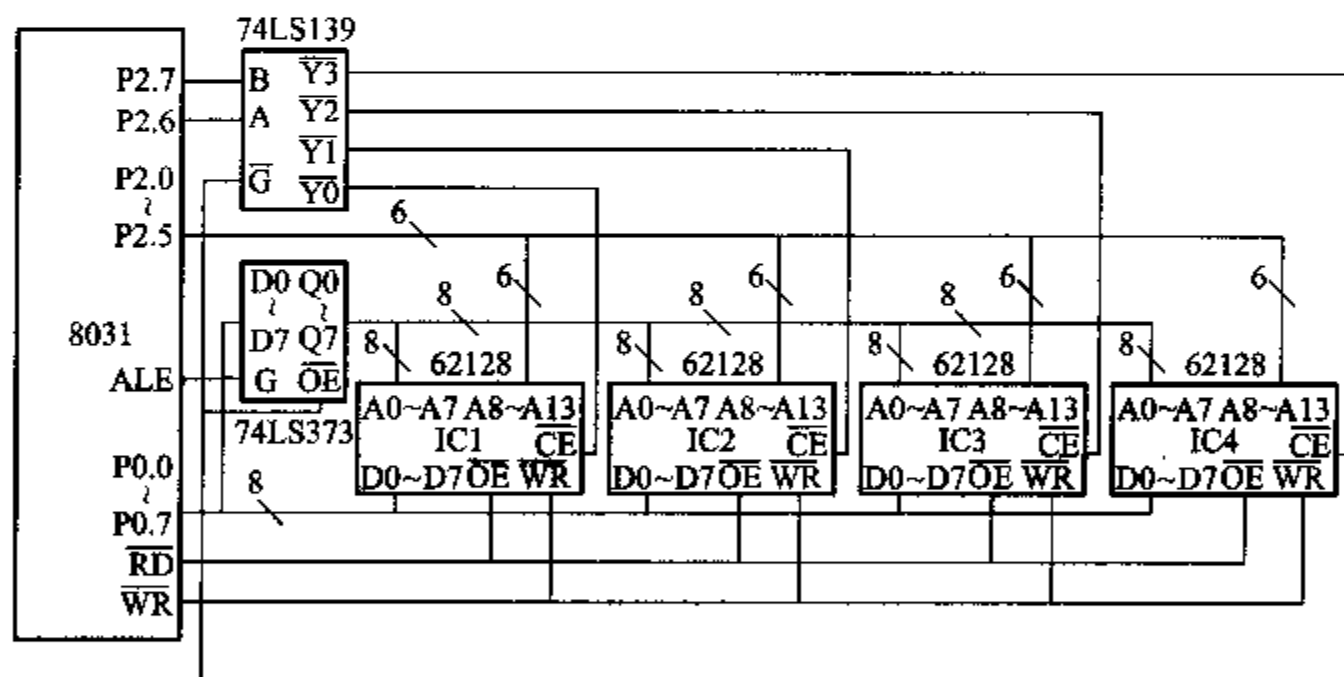 74LS139
P2.7
B
Y3
P2.6
A
Y2
Y1
P2.0
~
P2.5
G
Y0
6
D0 Q0
~ ~
D7 Q7
G OE
74LS373
8031
ALE
8
6
8
6
8
6
6
8
62128
8
62128
8
62128
8
62128
A0~A7 A8~A13
IC1
CE
D0~D7 OE WR
A0~A7 A8~A13
IC2
CE
D0~D7 OE WR
A0~A7 A8~A13
IC3
CE
D0~D7 OE WR
A0~A7 A8~A13
IC4
CE
D0~D7 OE WR
P0.0
~
P0.7
8
RD
WR